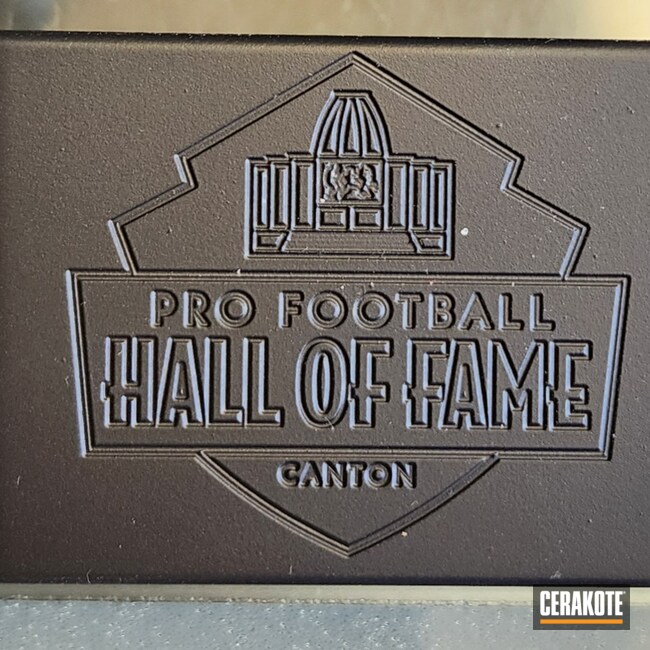 PRO FOOTBALL
HALL OF FAME
CANTON
CERAKOTE